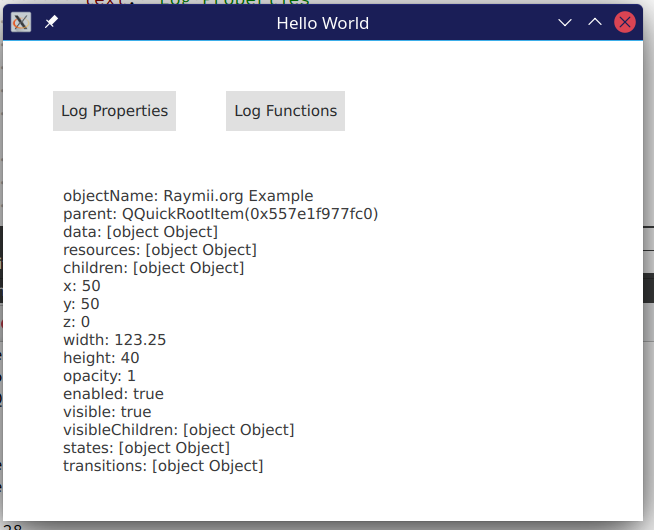 Hello World
Log Properties
Log Functions
objectName: Raymii.org Example
parent: QQuickRootItem(0x557e1f977fc0)
data: [object Object]
resources: [object Object]
children: [object Object]
x: 50
y: 50
z: 0
width: 123.25
height: 40
opacity: 1
enabled: true
visible: true
visibleChildren: [object Object]
states: [object Object]
transitions: [object Object]